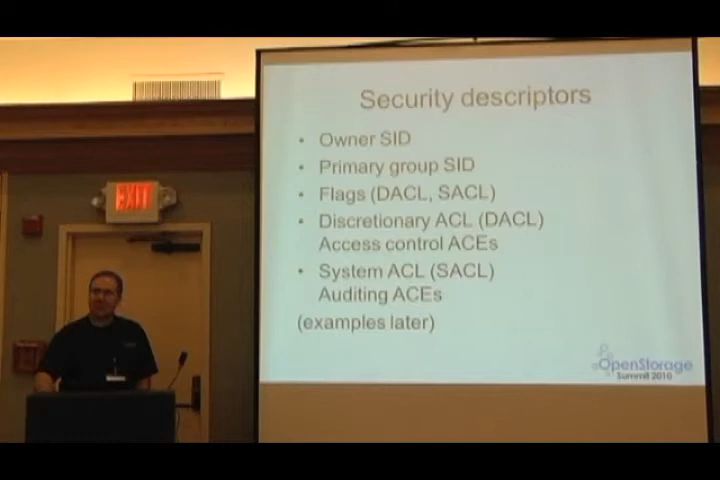 Security descriptors
• Owner SID
• Primary group SID
• Flags (DACL, SACL)
• Discretionary ACL (DACL)
Access control ACEs
• System ACL (SACL)
Auditing ACEs
(examples later)
EXIT
OpenStorage
Summit 2010